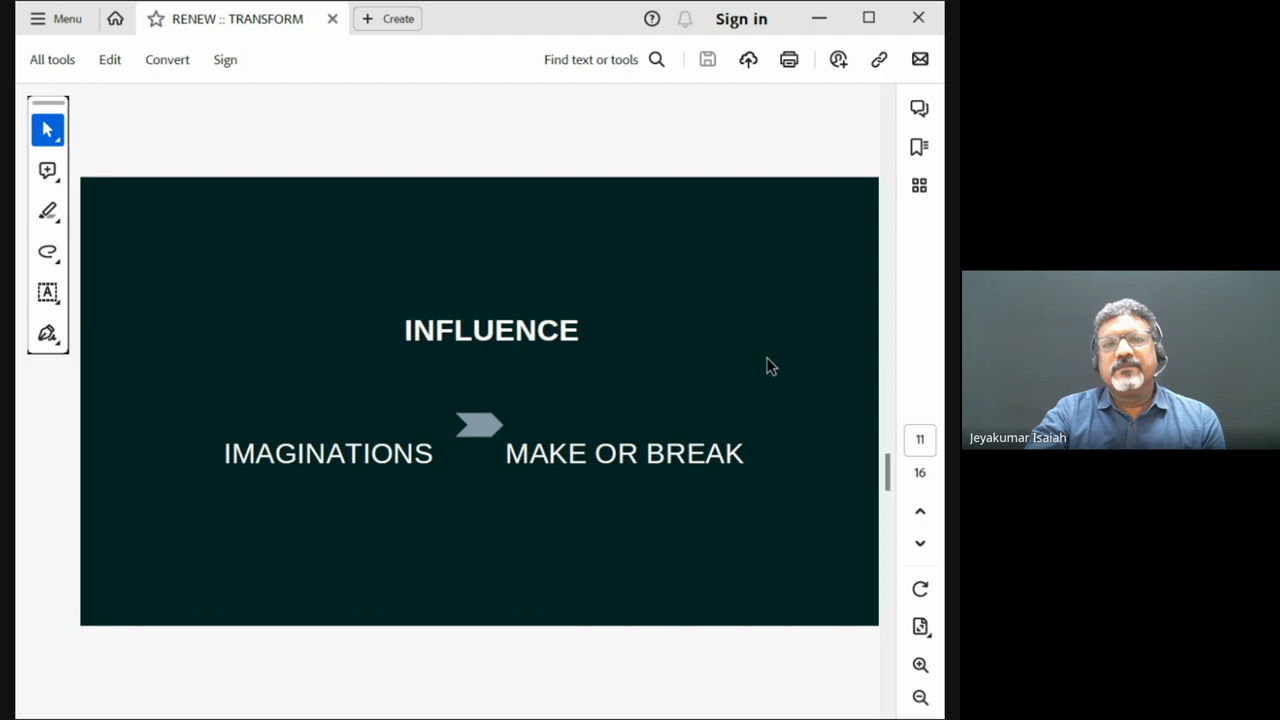 Menu
RENEW :: TRANSFORM
Create
Sign in
All tools
Edit
Convert
Sign
Find text or tools
INFLUENCE
IMAGINATIONS
MAKE OR BREAK
11
16
Jeyakumar Isaiah